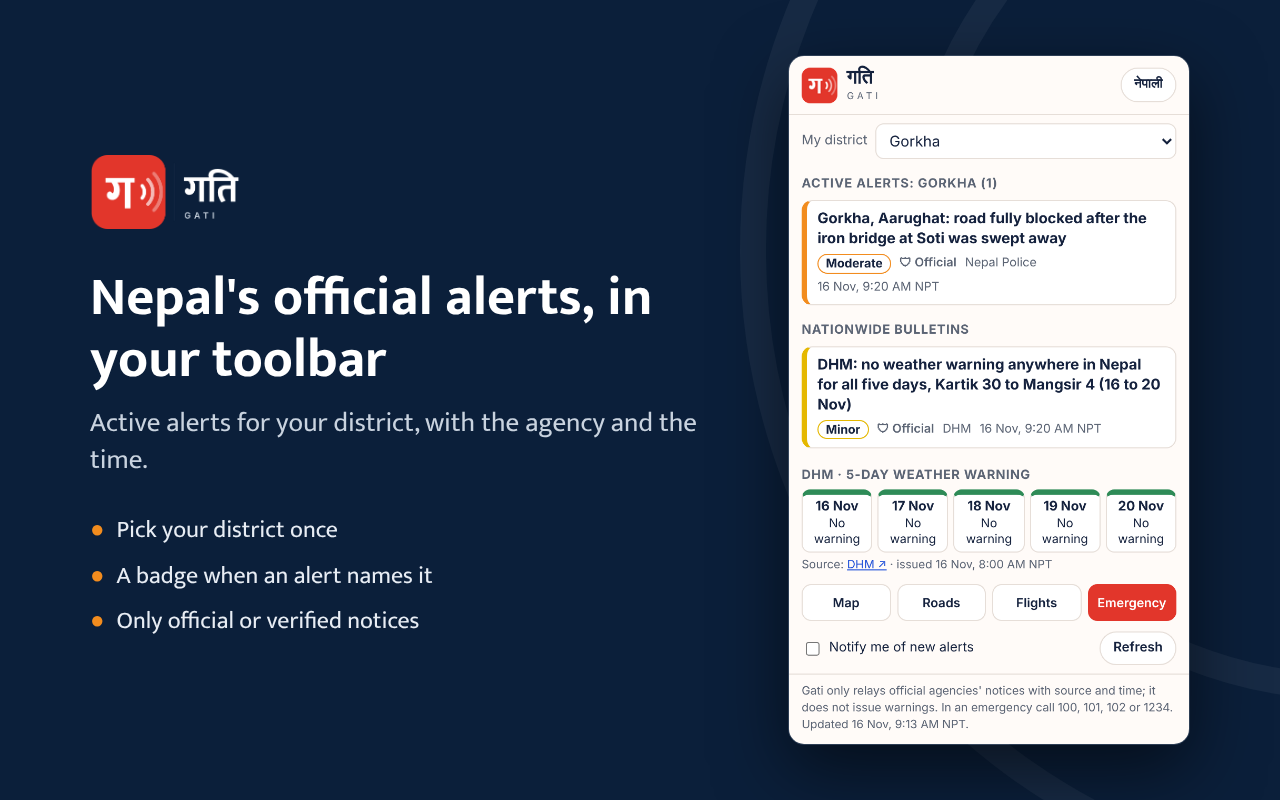 ग
गति
GATI
Nepal's official alerts, in
your toolbar
Active alerts for your district, with the agency and the
time.
Pick your district once
A badge when an alert names it
Only official or verified notices
ग
गति
GATI
नेपाली
My district
Gorkha
ACTIVE ALERTS: GORKHA (1)
Gorkha, Aarughat: road fully blocked after the
iron bridge at Soti was swept away
Moderate Official Nepal Police
16 Nov, 9:20 AM NPT
NATIONWIDE BULLETINS
DHM: no weather warning anywhere in Nepal
for all five days, Kartik 30 to Mangsir 4 (16 to 20
Nov)
Minor Official DHM 16 Nov, 9:20 AM NPT
DHM · 5-DAY WEATHER WARNING
16 Nov 17 Nov 18 Nov 19 Nov 20 Nov
No No No No No
warning warning warning warning warning
Source: DHM ↗ · issued 16 Nov, 8:00 AM NPT
Map Roads Flights Emergency
Notify me of new alerts Refresh
Gati only relays official agencies' notices with source and time; it
does not issue warnings. In an emergency call 100, 101, 102 or 1234.
Updated 16 Nov, 9:13 AM NPT.